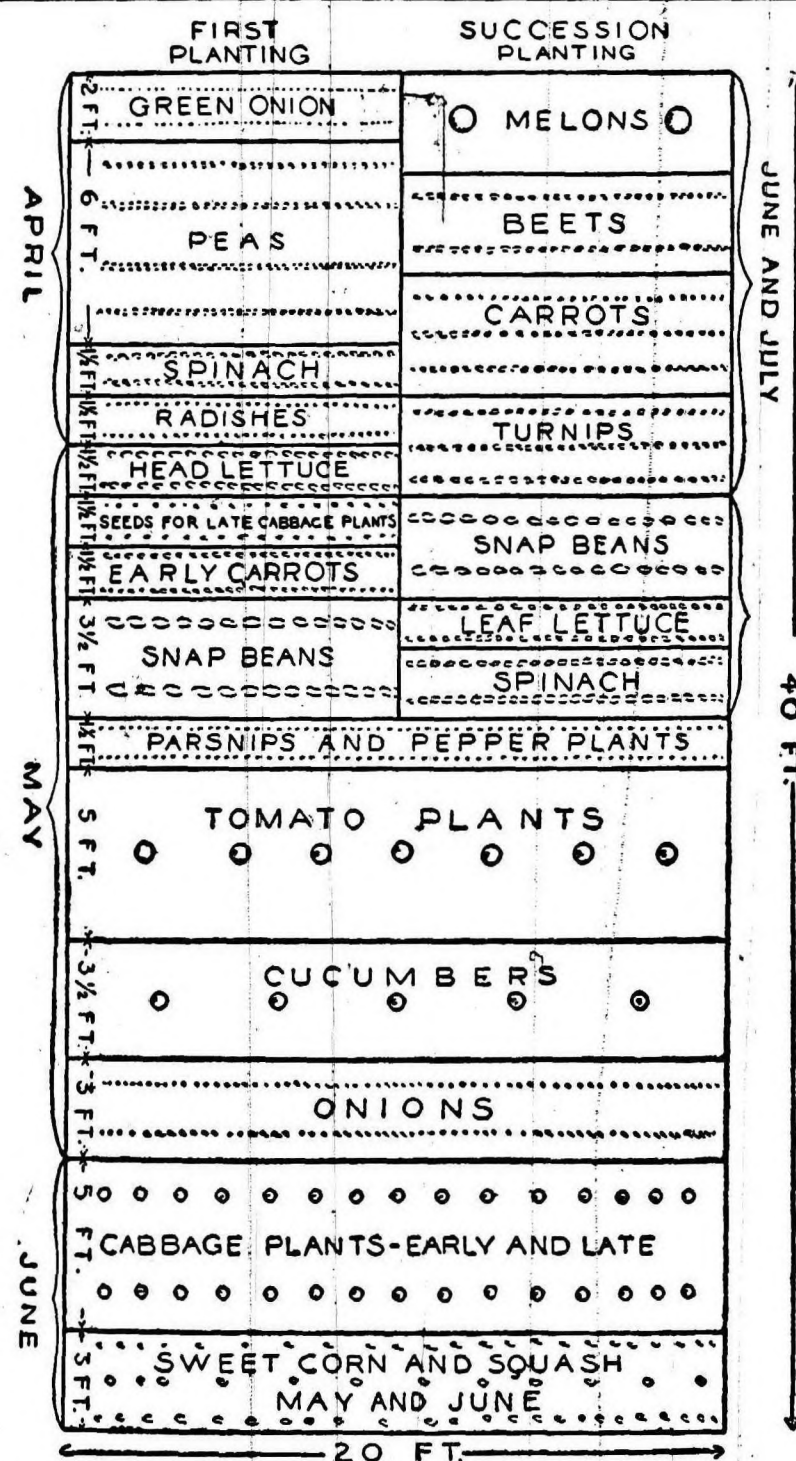 FIRST
PLANTING
SUCCESSION
PLANTING
APRIL
2 FT.
GREEN ONION
6 FT.
PEAS
1½ FT.
SPINACH
1½ FT.
RADISHES
MAY
1½ FT.
HEAD LETTUCE
1½ FT.
SEEDS FOR LATE CABBAGE PLANTS
1½ FT.
EARLY CARROTS
3½ FT.
SNAP BEANS
MELONS
BEETS
CARROTS
TURNIPS
JUNE AND JULY
SNAP BEANS
LEAF LETTUCE
SPINACH
1½ FT.
PARSNIPS AND PEPPER PLANTS
5 FT.
TOMATO PLANTS
3½ FT.
CUCUMBERS
3 FT.
ONIONS
JUNE
5 FT.
CABBAGE PLANTS-EARLY AND LATE
3 FT.
SWEET CORN AND SQUASH
MAY AND JUNE
40 FT.
20 FT.